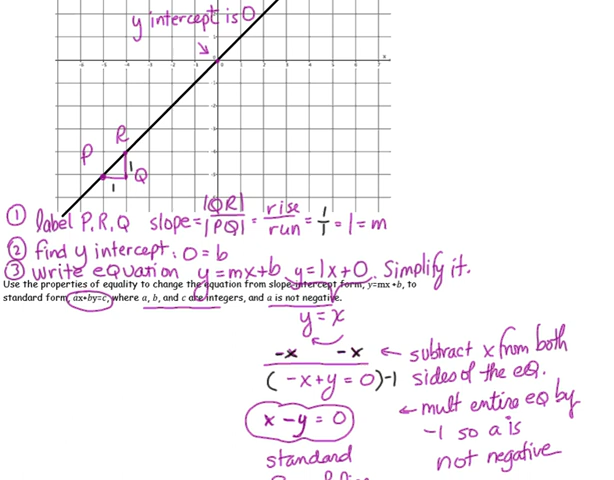 y intercept is 0
R
P
1 Q
1
① label P, R, Q slope = |QR| / |PQ| = rise / run = 1/1 = 1 = m
② find y intercept: 0 = b
③ write equation y = mx + b y = 1x + 0. Simplify it.
Use the properties of equality to change the equation from slope-intercept form, y=mx +b, to
standard form, ax+by=c, where a, b, and c are integers, and a is not negative.
y = x
-x -x ← subtract x from both
(-x + y = 0) -1 sides of the eQ.
x - y = 0 ← mult entire eQ by
-1 so a is
standard not negative